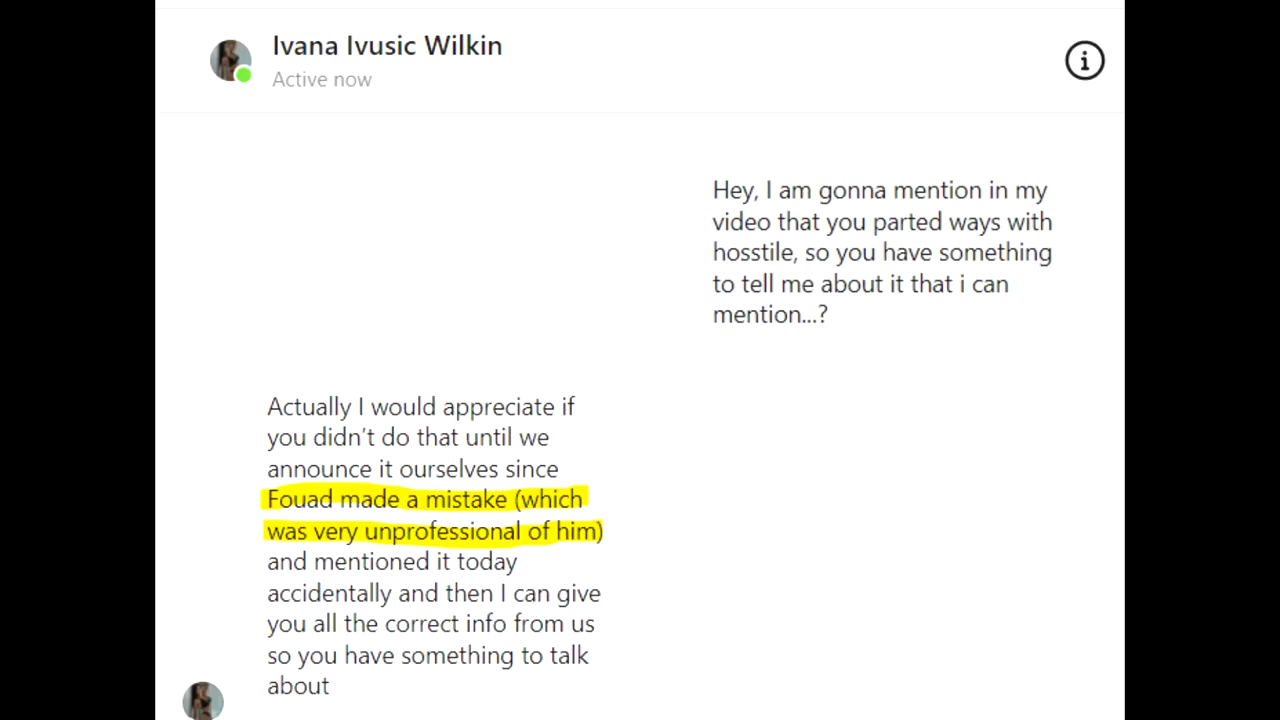 Ivana Ivusic Wilkin
Active now
Hey, I am gonna mention in my
video that you parted ways with
hosstile, so you have something
to tell me about it that i can
mention...?
Actually I would appreciate if
you didn't do that until we
announce it ourselves since
Fouad made a mistake (which
was very unprofessional of him)
and mentioned it today
accidentally and then I can give
you all the correct info from us
so you have something to talk
about